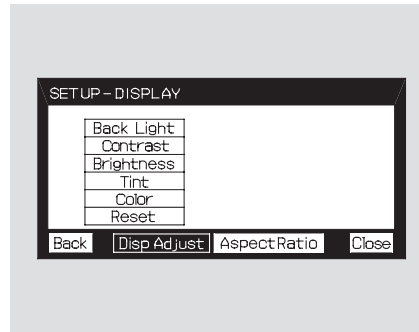 SETUP-DISPLAY
Back Light
Contrast
Brightness
Tint
Color
Reset
Back Disp Adjust AspectRatio Close